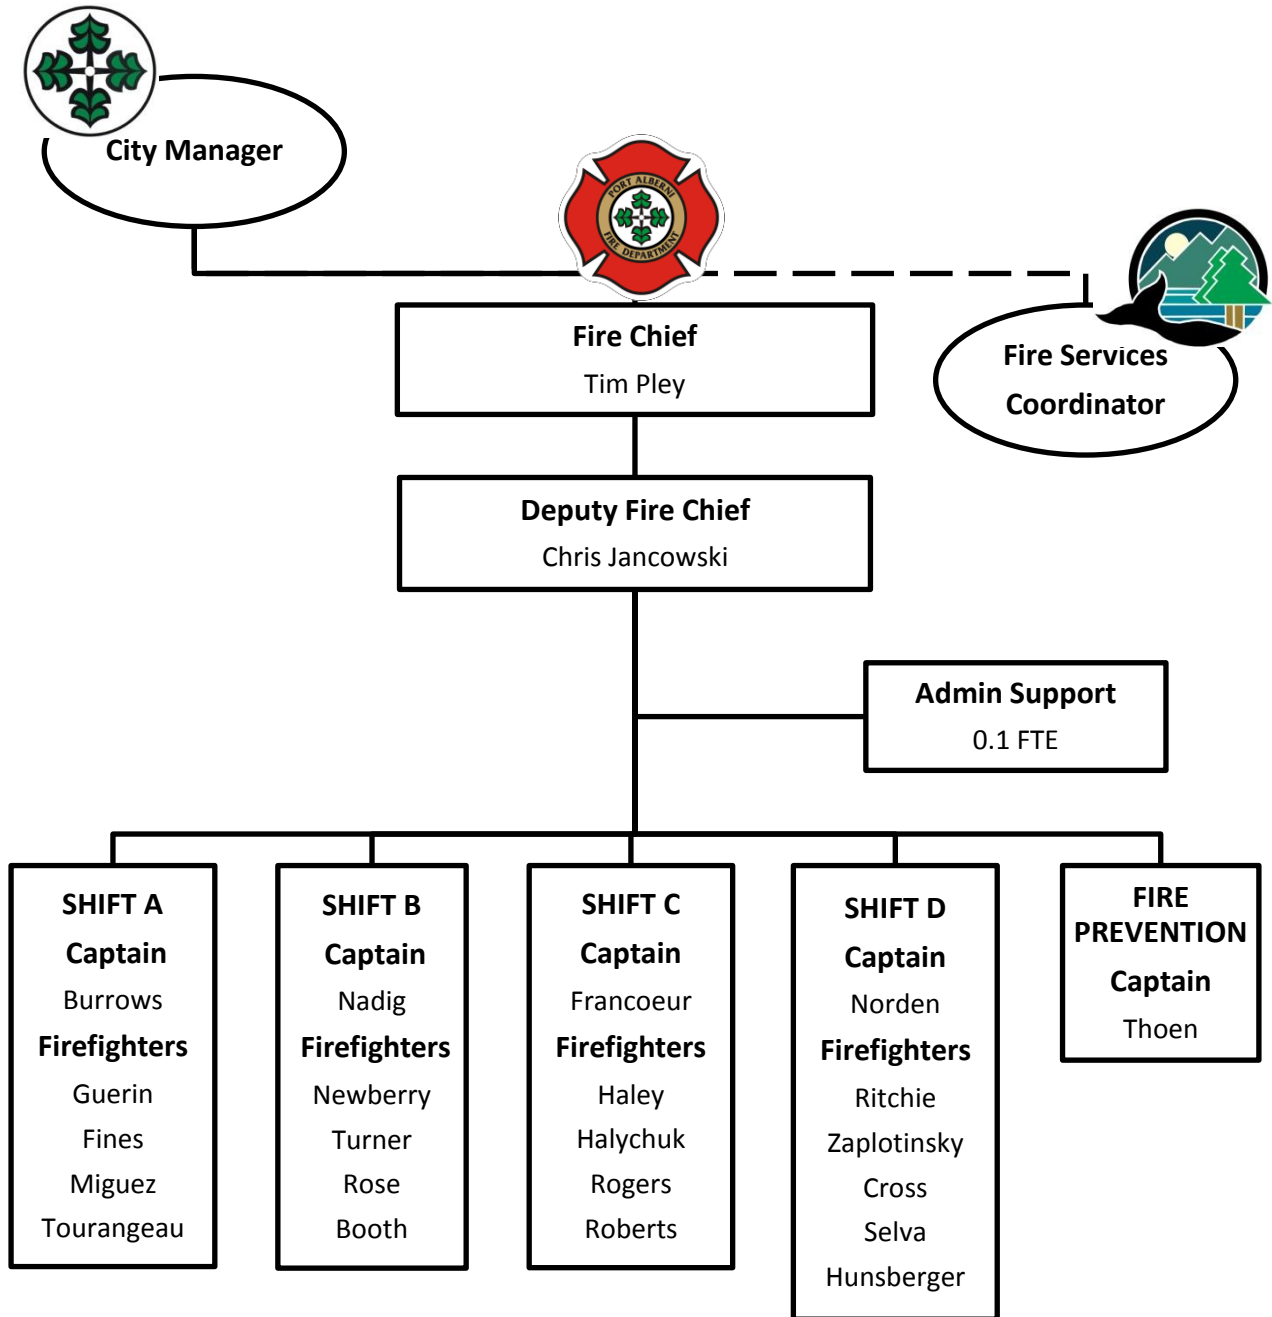 City Manager
PORT ALBERNI
FIRE DEPARTMENT
Fire Chief
Tim Pley
Fire Services
Coordinator
Deputy Fire Chief
Chris Jancowski
Admin Support
0.1 FTE
SHIFT A
Captain
Burrows
Firefighters
Guerin
Fines
Miguez
Tourangeau
SHIFT B
Captain
Nadig
Firefighters
Newberry
Turner
Rose
Booth
SHIFT C
Captain
Francoeur
Firefighters
Haley
Halychuk
Rogers
Roberts
SHIFT D
Captain
Norden
Firefighters
Ritchie
Zaplotinsky
Cross
Selva
Hunsberger
FIRE
PREVENTION
Captain
Thoen